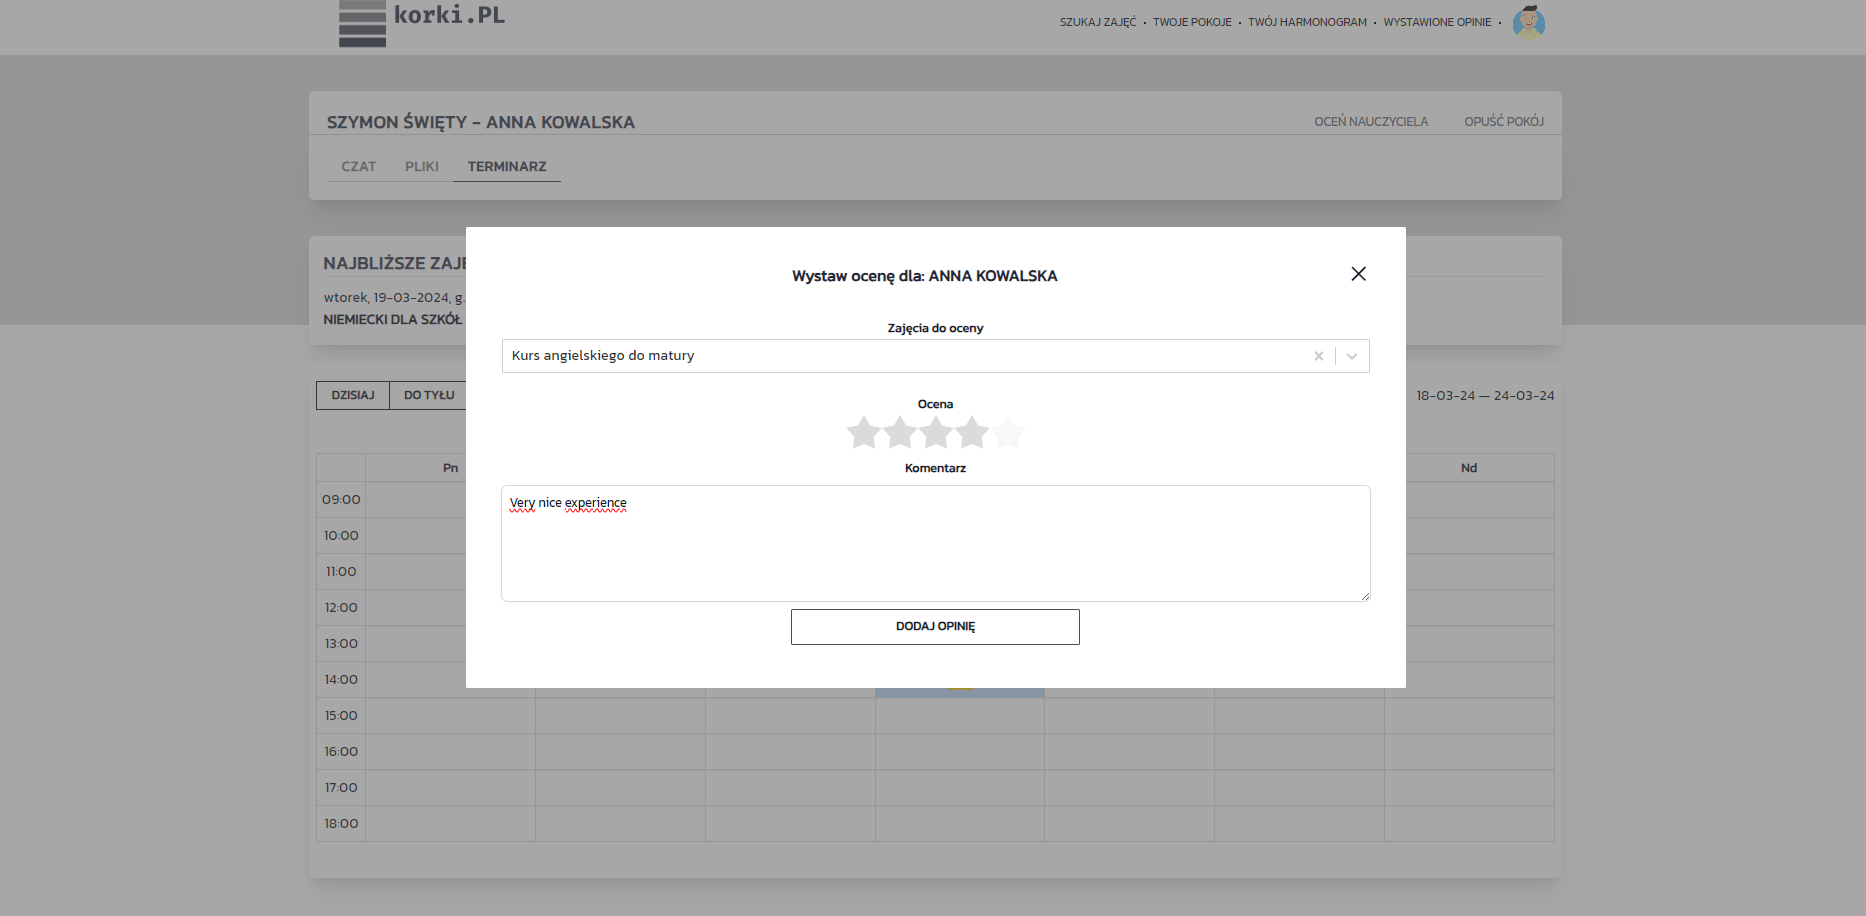 korki.PL
SZUKAJ ZAJĘĆ • TWOJE POKOJE • TWÓJ HARMONOGRAM • WYSTAWIONE OPINIE •
SZYMON ŚWIĘTY - ANNA KOWALSKA
OCEŃ NAUCZYCIELA OPUŚĆ POKÓJ
CZAT PLIKI TERMINARZ
NAJBLIŻSZE ZAJĘ
wtorek, 19-03-2024, g.
NIEMIECKI DLA SZKÓŁ
Wystaw ocenę dla: ANNA KOWALSKA
Zajęcia do oceny
Kurs angielskiego do matury
Ocena
Komentarz
Very nice experience
DODAJ OPINIĘ
DZISIAJ DO TYŁU
18-03-24 — 24-03-24
Pn Nd
09:00
10:00
11:00
12:00
13:00
14:00
15:00
16:00
17:00
18:00